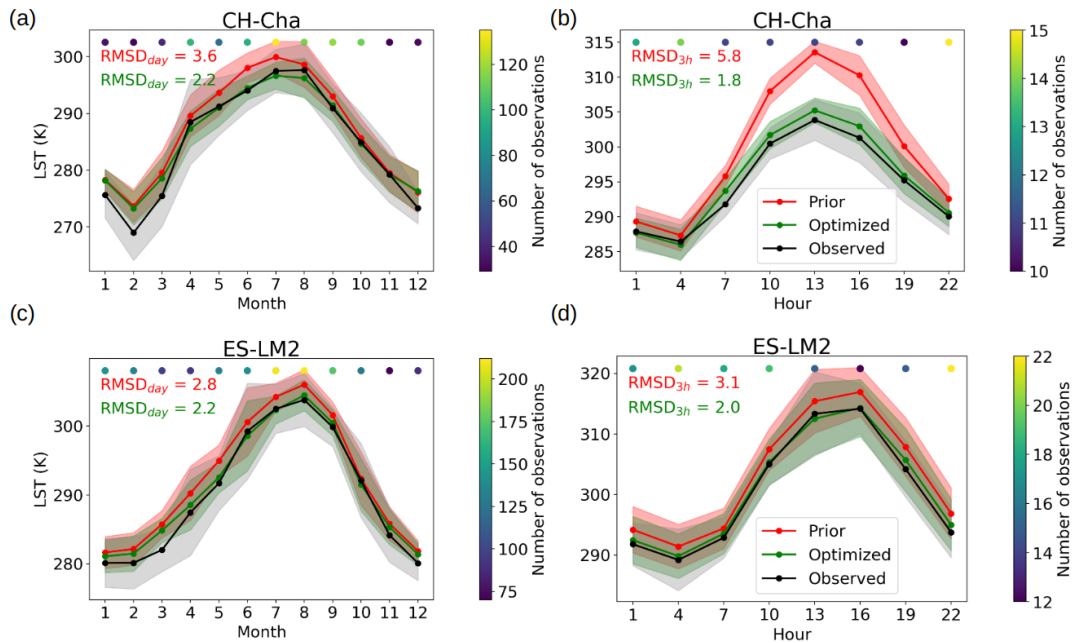 (a)
CH-Cha
RMSD_day = 3.6
RMSD_day = 2.2
LST (K)
300
290
280
270
1 2 3 4 5 6 7 8 9 10 11 12
Month
120
100
80
60
40
Number of observations
(b)
CH-Cha
RMSD_3h = 5.8
RMSD_3h = 1.8
315
310
305
300
295
290
285
Prior
Optimized
Observed
1 4 7 10 13 16 19 22
Hour
15
14
13
12
11
10
Number of observations
(c)
ES-LM2
RMSD_day = 2.8
RMSD_day = 2.2
LST (K)
300
290
280
1 2 3 4 5 6 7 8 9 10 11 12
Month
200
175
150
125
100
75
Number of observations
(d)
ES-LM2
RMSD_3h = 3.1
RMSD_3h = 2.0
320
310
300
290
Prior
Optimized
Observed
1 4 7 10 13 16 19 22
Hour
22
20
18
16
14
12
Number of observations